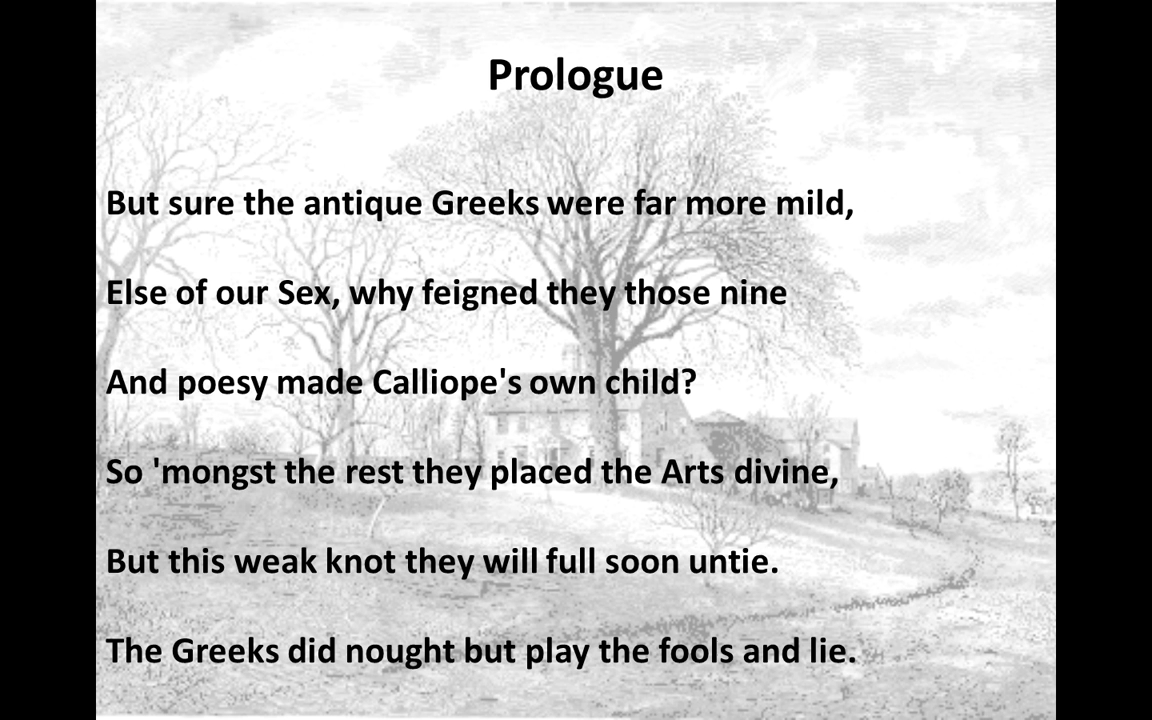 Prologue
But sure the antique Greeks were far more mild,
Else of our Sex, why feigned they those nine
And poesy made Calliope's own child?
So 'mongst the rest they placed the Arts divine,
But this weak knot they will full soon untie.
The Greeks did nought but play the fools and lie.